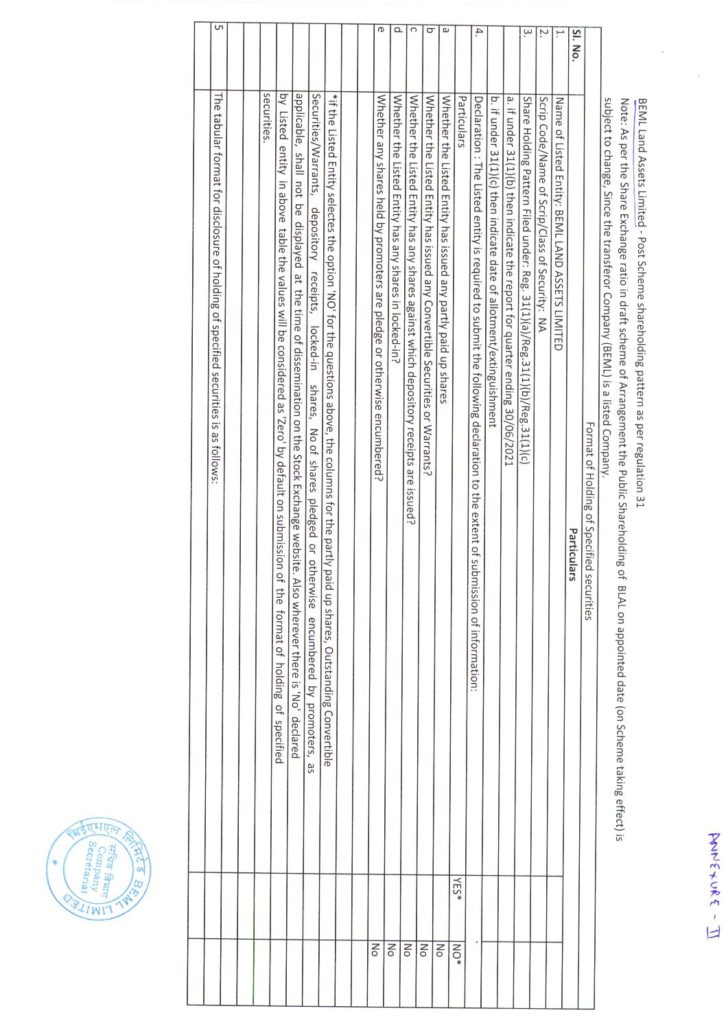 ANNEXURE - II
BEML Land Assets Limited - Post Scheme shareholding pattern as per regulation 31
Note: As per the Share Exchange ratio in draft scheme of Arrangement the Public Shareholding of BLAL on appointed date (on Scheme taking effect) is
subject to change, Since the transferor Company (BEML) is a listed Company.
Format of Holding of Specified securities
Sl. No. Particulars
1. Name of Listed Entity: BEML LAND ASSETS LIMITED
2. Scrip Code/Name of Scrip/Class of Security: NA
3. Share Holding Pattern Filed under: Reg. 31(1)(a)/Reg.31(1)(b)/Reg.31(1)(c)
a. if under 31(1)(b) then indicate the report for quarter ending 30/06/2021
b. if under 31(1)(c) then indicate date of allotment/extinguishment
4. Declaration : The Listed entity is required to submit the following declaration to the extent of submission of information:
Particulars YES* NO*
a Whether the Listed Entity has issued any partly paid up shares No
b Whether the Listed Entity has issued any Convertible Securities or Warrants? No
c Whether the Listed Entity has any shares against which depository receipts are issued? No
d Whether the Listed Entity has any shares in locked-in? No
e Whether any shares held by promoters are pledge or otherwise encumbered? No
*if the Listed Entity selects the option 'NO' for the questions above, the columns for the partly paid up shares, Outstanding Convertible
Securities/Warrants, depository receipts, locked-in shares, No of shares pledged or otherwise encumbered by promoters, as
applicable, shall not be displayed at the time of dissemination on the Stock Exchange website. Also wherever there is 'No' declared
by Listed entity in above table the values will be considered as 'Zero' by default on submission of the format of holding of specified
securities.
5 The tabular format for disclosure of holding of specified securities is as follows:
बीईएमएल लिमिटेड BEML LIMITED
सचिव विभाग
Company
Secretariat
*